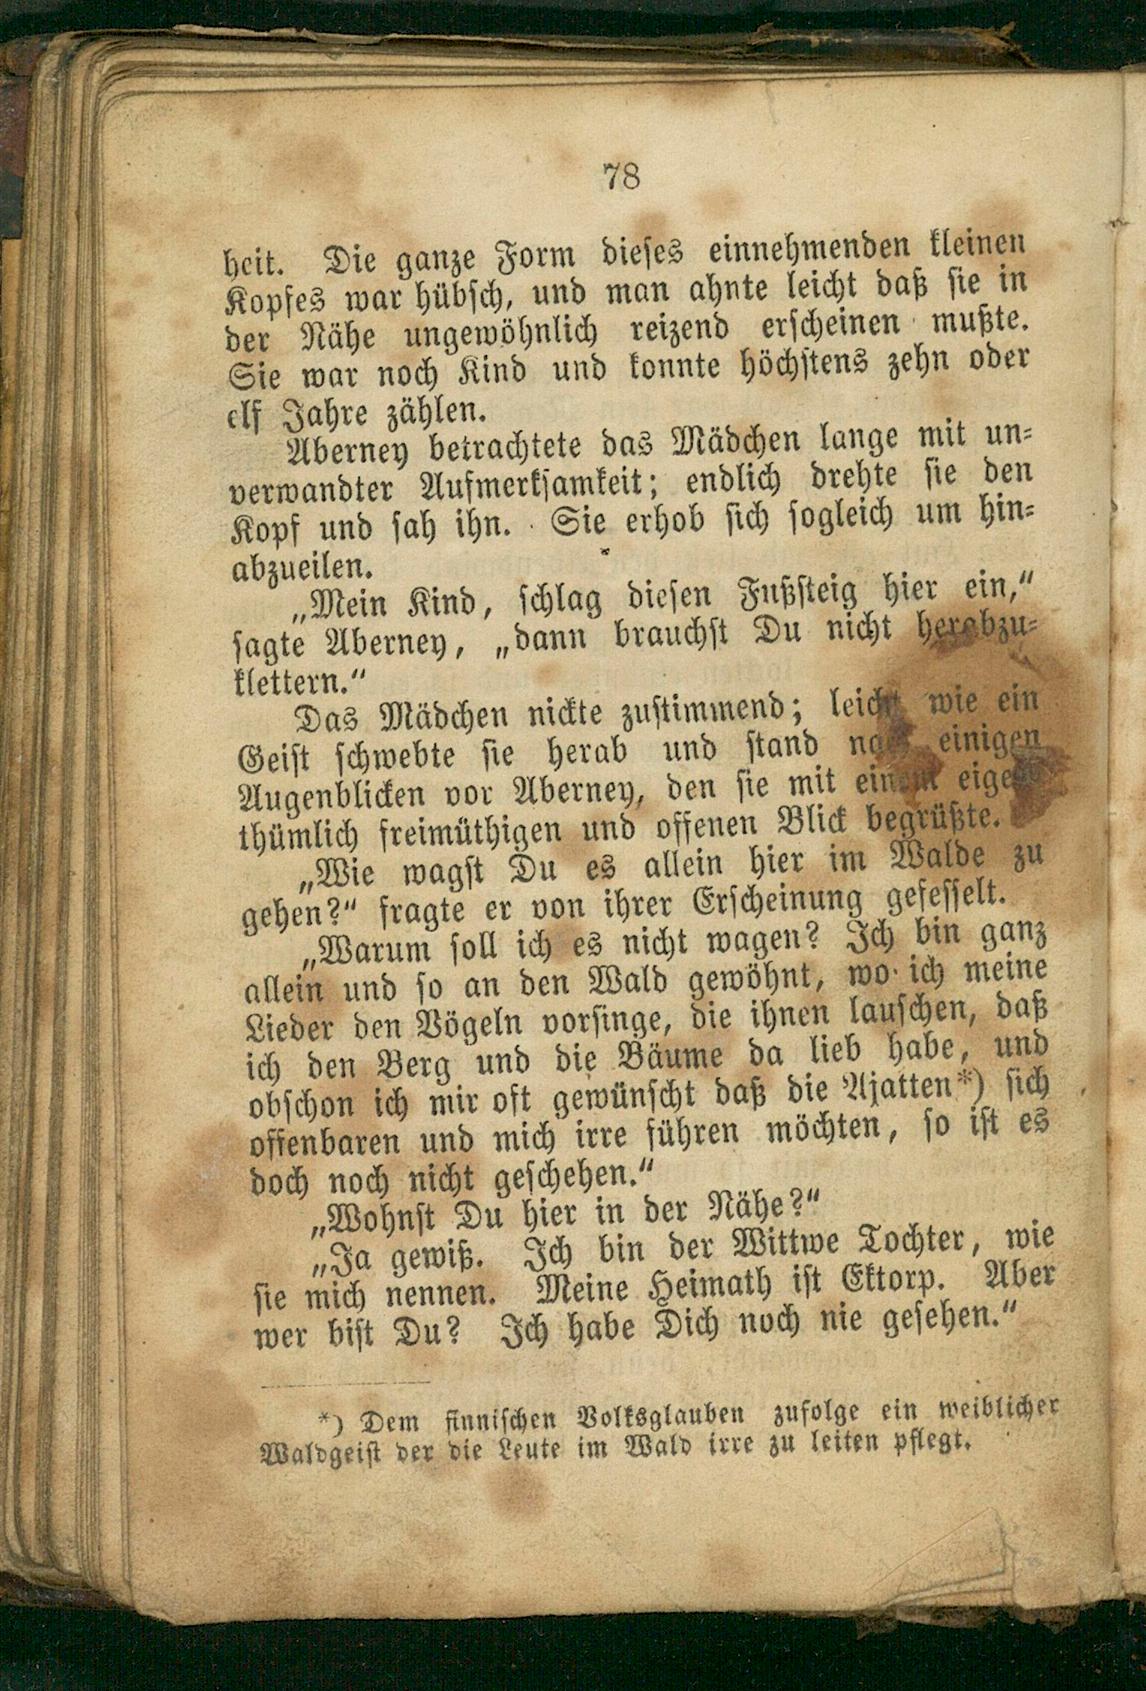 78
heit. Die ganze Form dieses einnehmenden kleinen
Kopfes war hübsch, und man ahnte leicht daß sie in
der Nähe ungewöhnlich reizend erscheinen mußte.
Sie war noch Kind und konnte höchstens zehn oder
elf Jahre zählen.
Aberney betrachtete das Mädchen lange mit un-
verwandter Aufmerksamkeit; endlich drehte sie den
Kopf und sah ihn. Sie erhob sich sogleich um hin-
abzueilen.
„Mein Kind, schlag diesen Fußsteig hier ein,“
sagte Aberney, „dann brauchst Du nicht herabzu-
klettern.“
Das Mädchen nickte zustimmend; leicht wie ein
Geist schwebte sie herab und stand nach einigen
Augenblicken vor Aberney, den sie mit einem eigen-
thümlich freimüthigen und offenen Blick begrüßte.
„Wie wagst Du es allein hier im Walde zu
gehen?“ fragte er von ihrer Erscheinung gefesselt.
„Warum soll ich es nicht wagen? Ich bin ganz
allein und so an den Wald gewöhnt, wo ich meine
Lieder den Vögeln vorsinge, die ihnen lauschen, daß
ich den Berg und die Bäume da lieb habe, und
obschon ich mir oft gewünscht daß die Ajatten*) sich
offenbaren und mich irre führen möchten, so ist es
doch noch nicht geschehen.“
„Wohnst Du hier in der Nähe?“
„Ja gewiß. Ich bin der Wittwe Tochter, wie
sie mich nennen. Meine Heimath ist Ektorp. Aber
wer bist Du? Ich habe Dich noch nie gesehen.“
*) Dem finnischen Volksglauben zufolge ein weiblicher
Waldgeist der die Leute im Wald irre zu leiten pflegt.